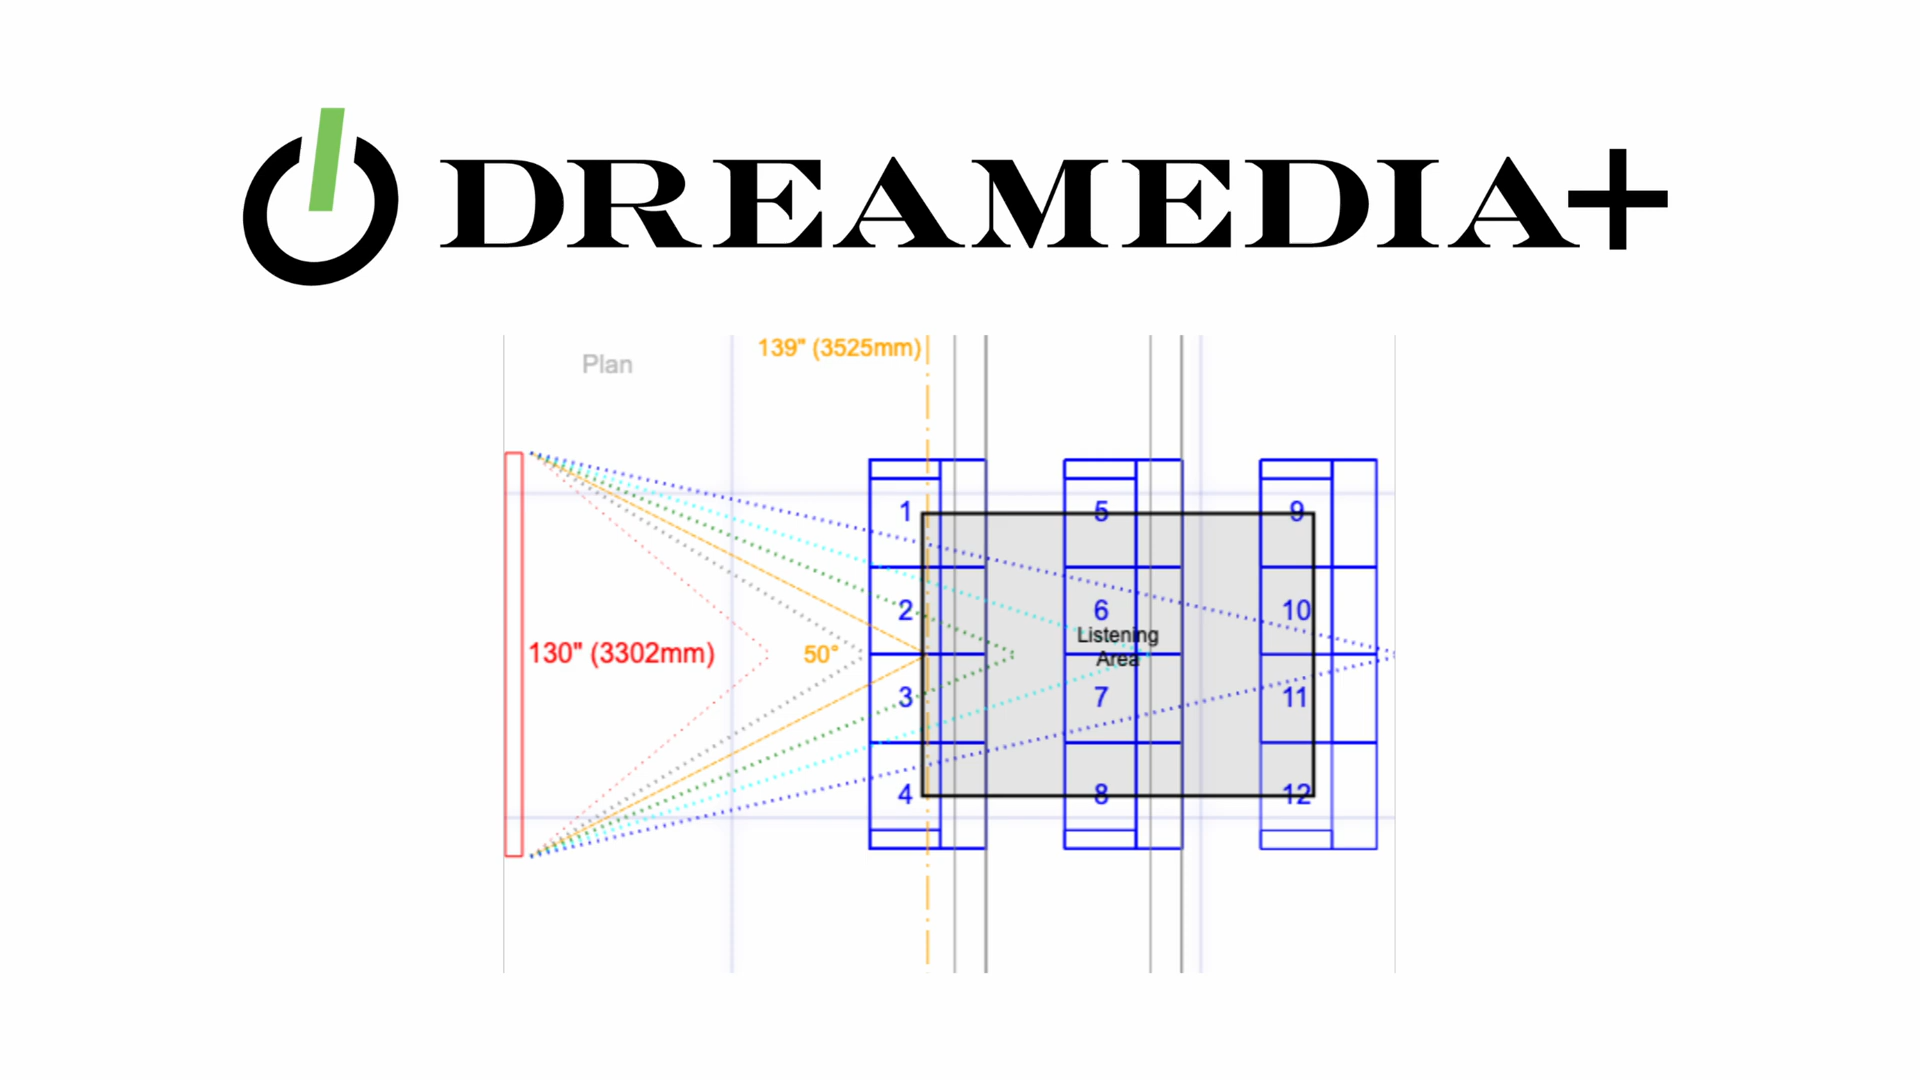 DREAMEDIA+
139" (3525mm)
Plan
1
5
9
2
6
10
Listening
Area
130" (3302mm)
50°
3
7
11
4
8
12